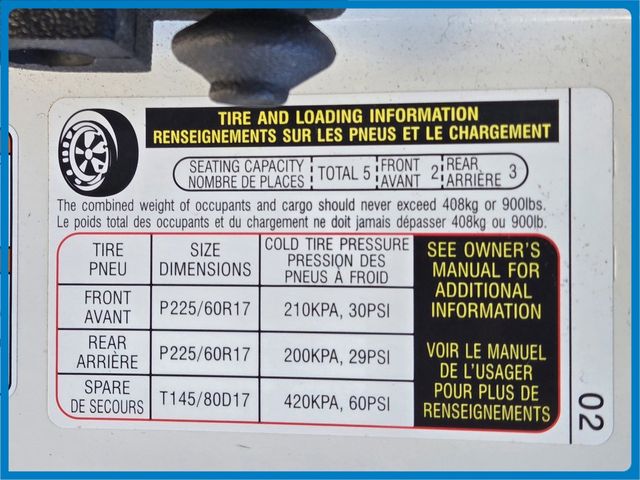 TIRE AND LOADING INFORMATION
RENSEIGNEMENTS SUR LES PNEUS ET LE CHARGEMENT
SEATING CAPACITY
NOMBRE DE PLACES
TOTAL 5
FRONT
AVANT 2
REAR
ARRIÈRE 3
The combined weight of occupants and cargo should never exceed 408kg or 900lbs.
Le poids total des occupants et du chargement ne doit jamais dépasser 408kg ou 900lb.
TIRE
PNEU
SIZE
DIMENSIONS
COLD TIRE PRESSURE
PRESSION DES
PNEUS À FROID
FRONT
AVANT
P225/60R17
210KPA, 30PSI
REAR
ARRIÈRE
P225/60R17
200KPA, 29PSI
SPARE
DE SECOURS
T145/80D17
420KPA, 60PSI
SEE OWNER'S
MANUAL FOR
ADDITIONAL
INFORMATION
VOIR LE MANUEL
DE L'USAGER
POUR PLUS DE
RENSEIGNEMENTS
02